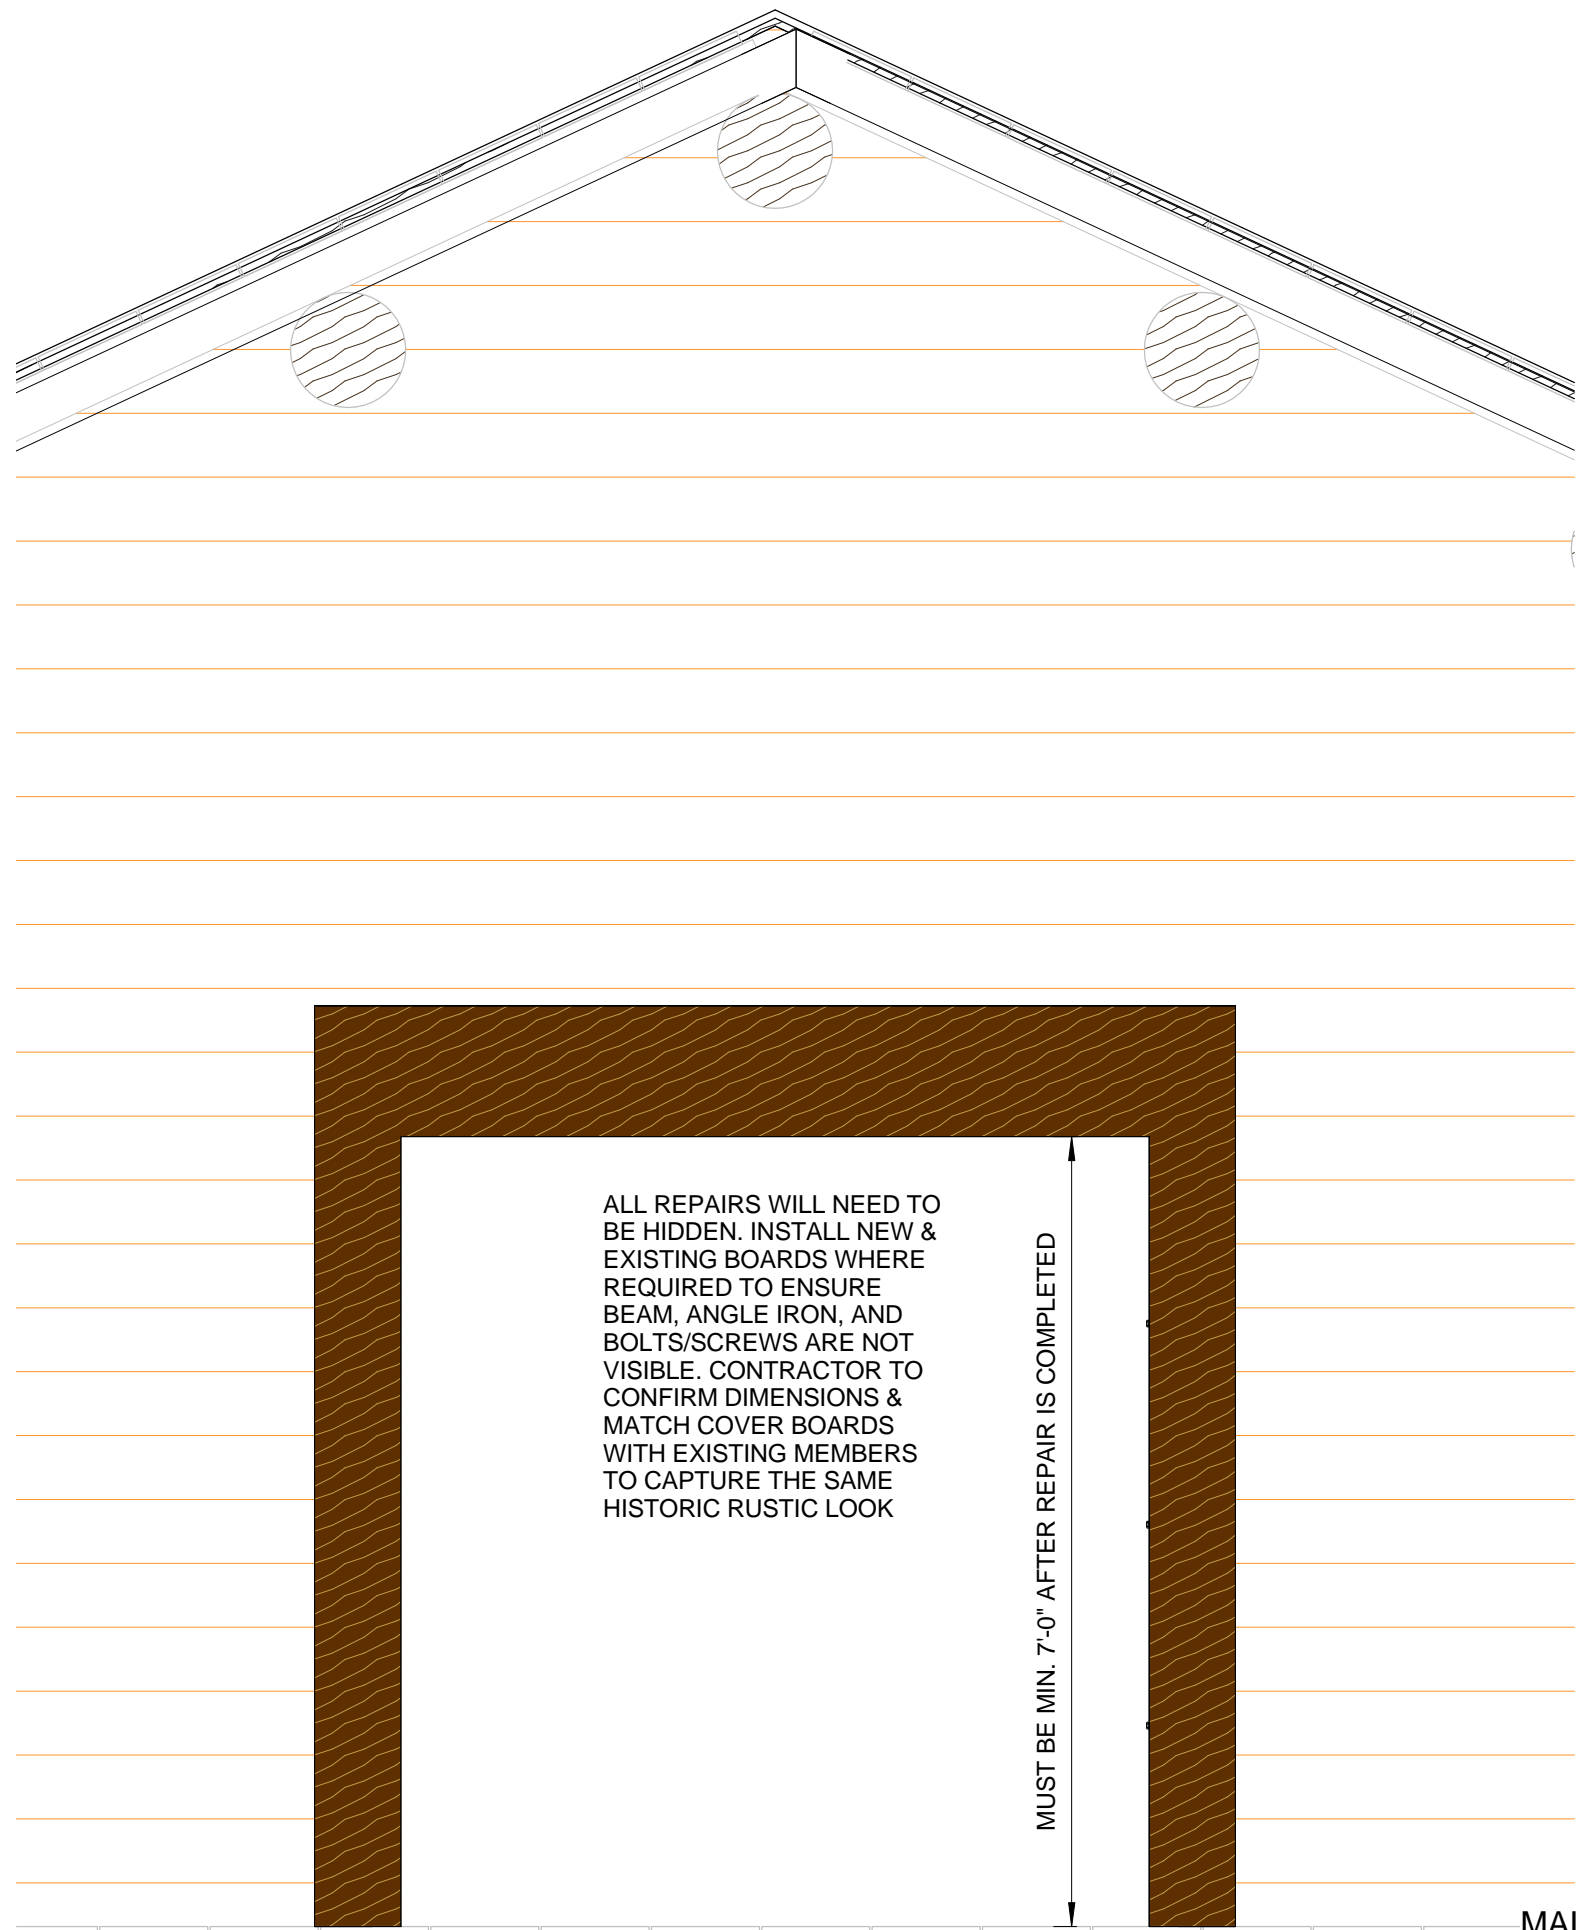 ALL REPAIRS WILL NEED TO
BE HIDDEN. INSTALL NEW &
EXISTING BOARDS WHERE
REQUIRED TO ENSURE
BEAM, ANGLE IRON, AND
BOLTS/SCREWS ARE NOT
VISIBLE. CONTRACTOR TO
CONFIRM DIMENSIONS &
MATCH COVER BOARDS
WITH EXISTING MEMBERS
TO CAPTURE THE SAME
HISTORIC RUSTIC LOOK
MUST BE MIN. 7'-0" AFTER REPAIR IS COMPLETED